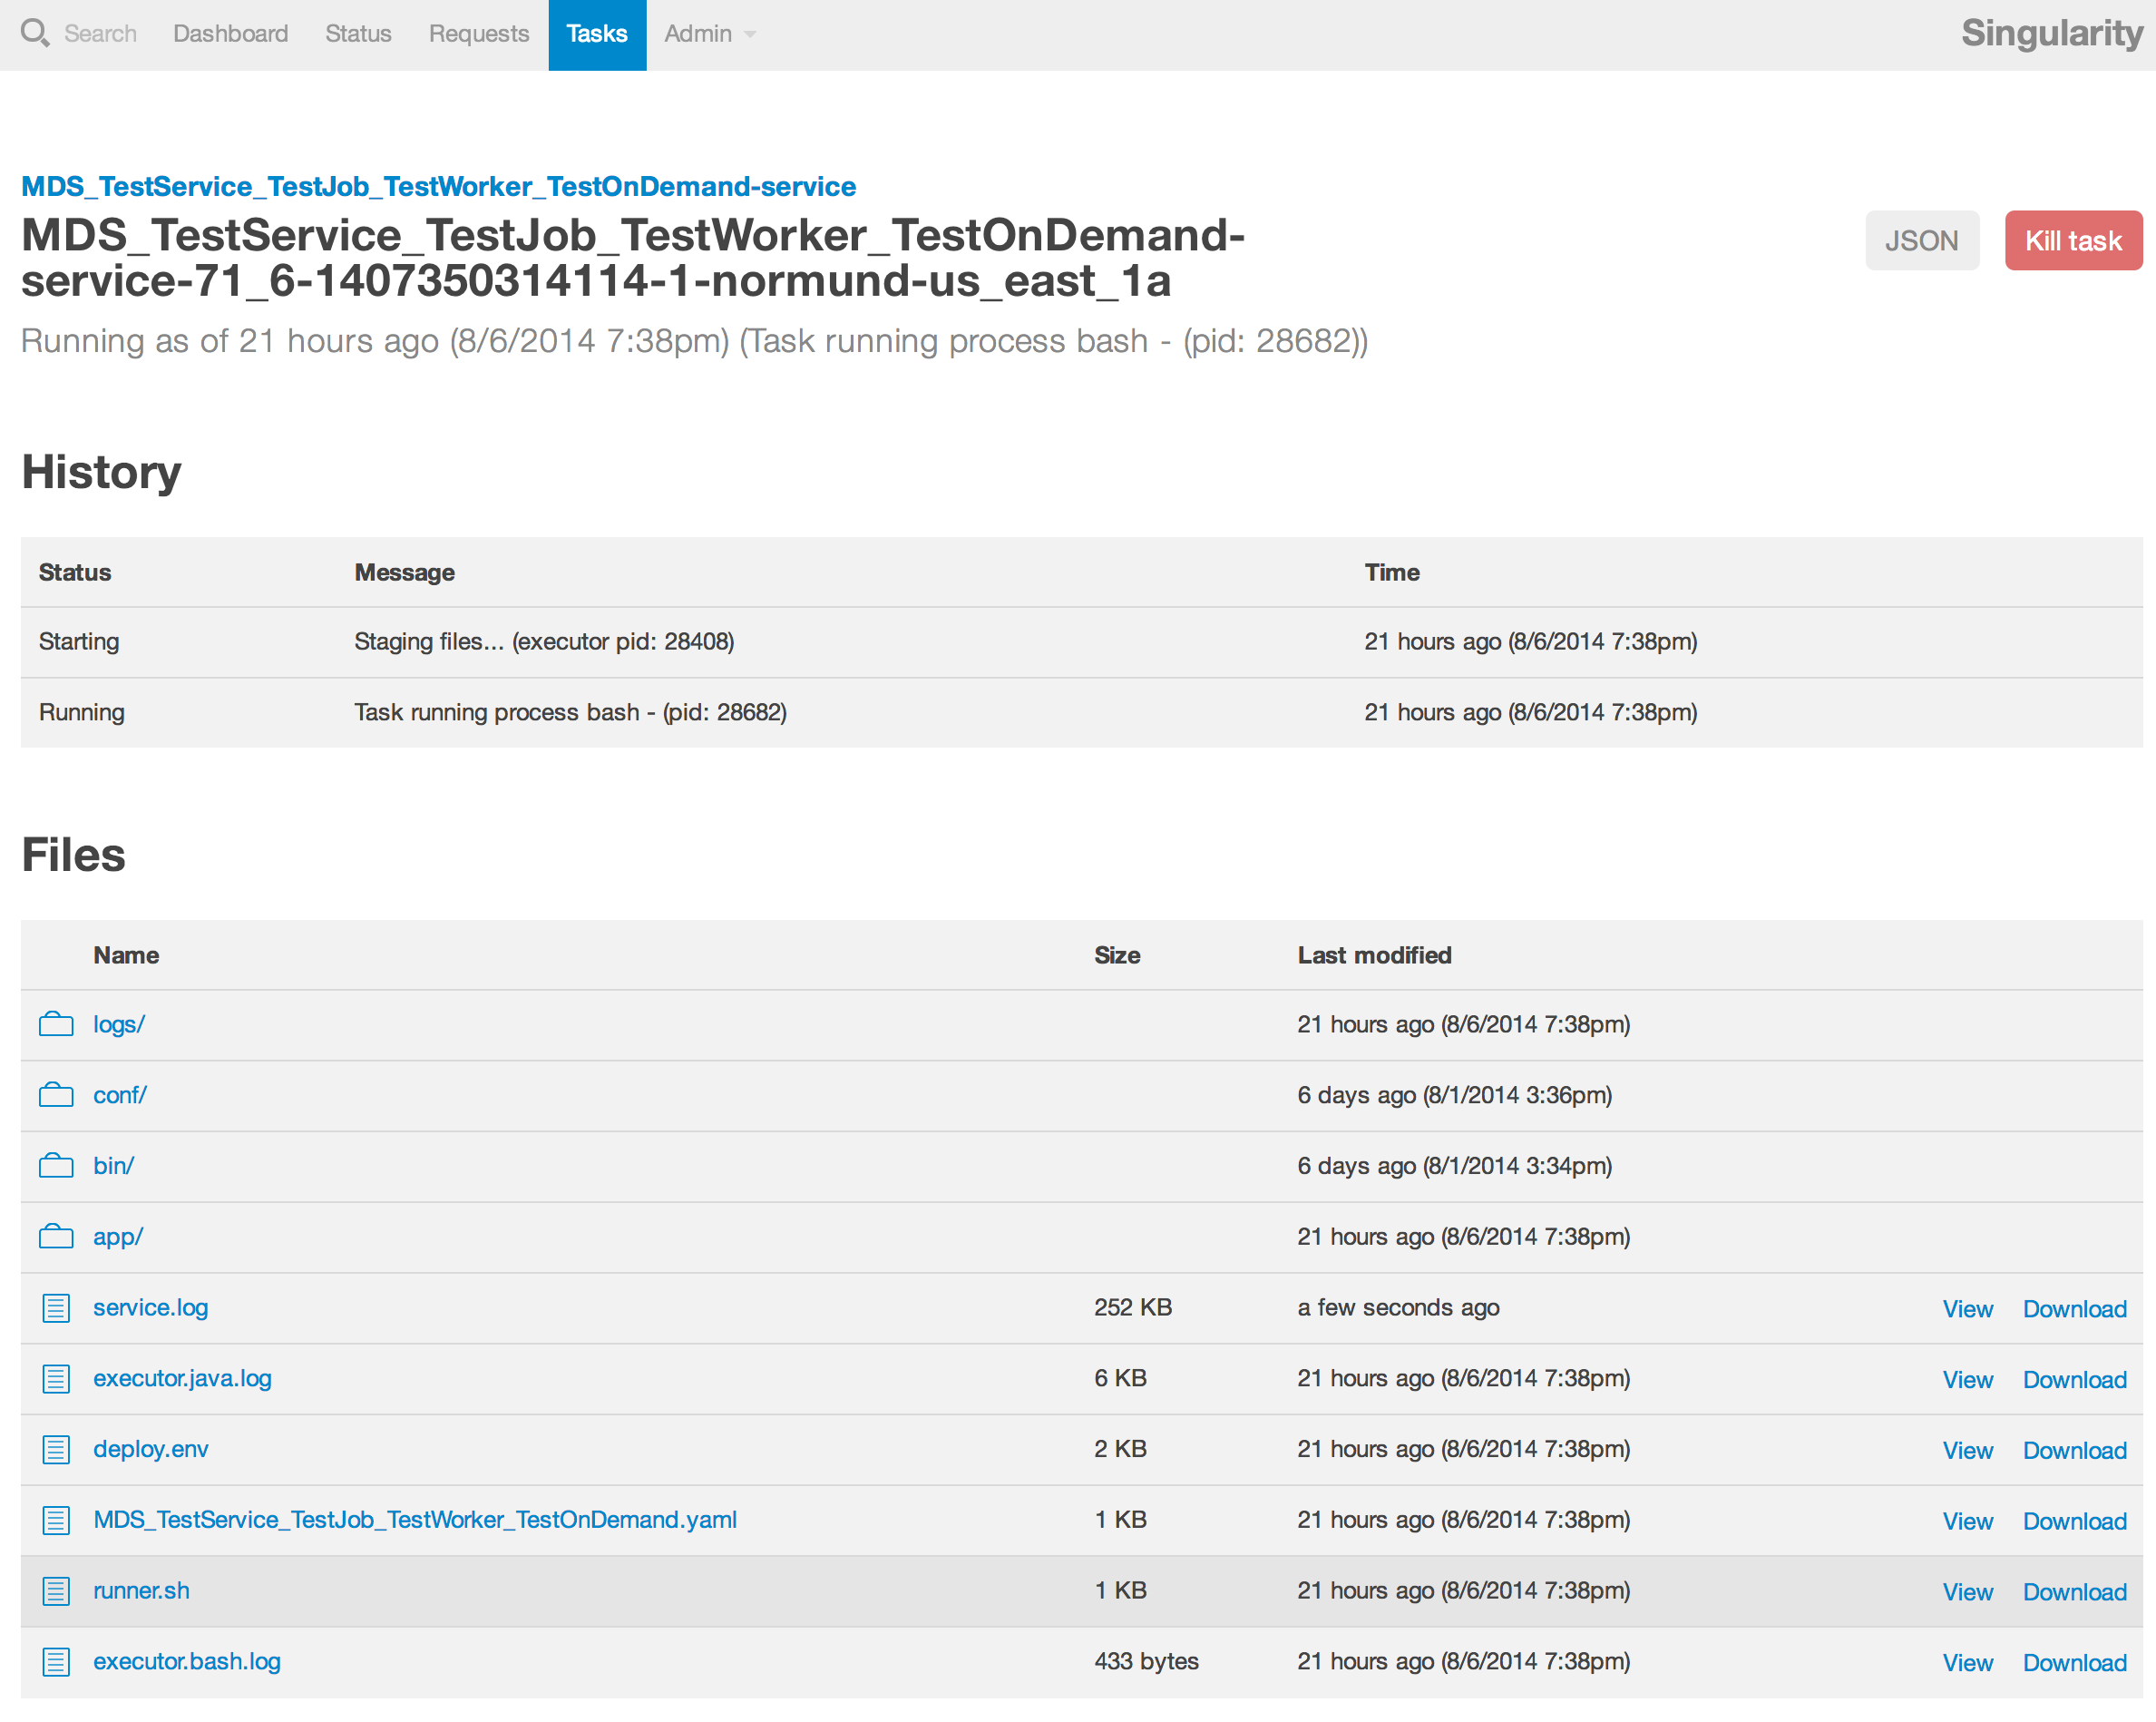 Search Dashboard Status Requests Tasks Admin Singularity
MDS_TestService_TestJob_TestWorker_TestOnDemand-service
MDS_TestService_TestJob_TestWorker_TestOnDemand-
service-71_6-1407350314114-1-normund-us_east_1a
JSON Kill task
Running as of 21 hours ago (8/6/2014 7:38pm) (Task running process bash - (pid: 28682))
History
Status Message Time
Starting Staging files... (executor pid: 28408) 21 hours ago (8/6/2014 7:38pm)
Running Task running process bash - (pid: 28682) 21 hours ago (8/6/2014 7:38pm)
Files
Name Size Last modified
logs/ 21 hours ago (8/6/2014 7:38pm)
conf/ 6 days ago (8/1/2014 3:36pm)
bin/ 6 days ago (8/1/2014 3:34pm)
app/ 21 hours ago (8/6/2014 7:38pm)
service.log 252 KB a few seconds ago View Download
executor.java.log 6 KB 21 hours ago (8/6/2014 7:38pm) View Download
deploy.env 2 KB 21 hours ago (8/6/2014 7:38pm) View Download
MDS_TestService_TestJob_TestWorker_TestOnDemand.yaml 1 KB 21 hours ago (8/6/2014 7:38pm) View Download
runner.sh 1 KB 21 hours ago (8/6/2014 7:38pm) View Download
executor.bash.log 433 bytes 21 hours ago (8/6/2014 7:38pm) View Download